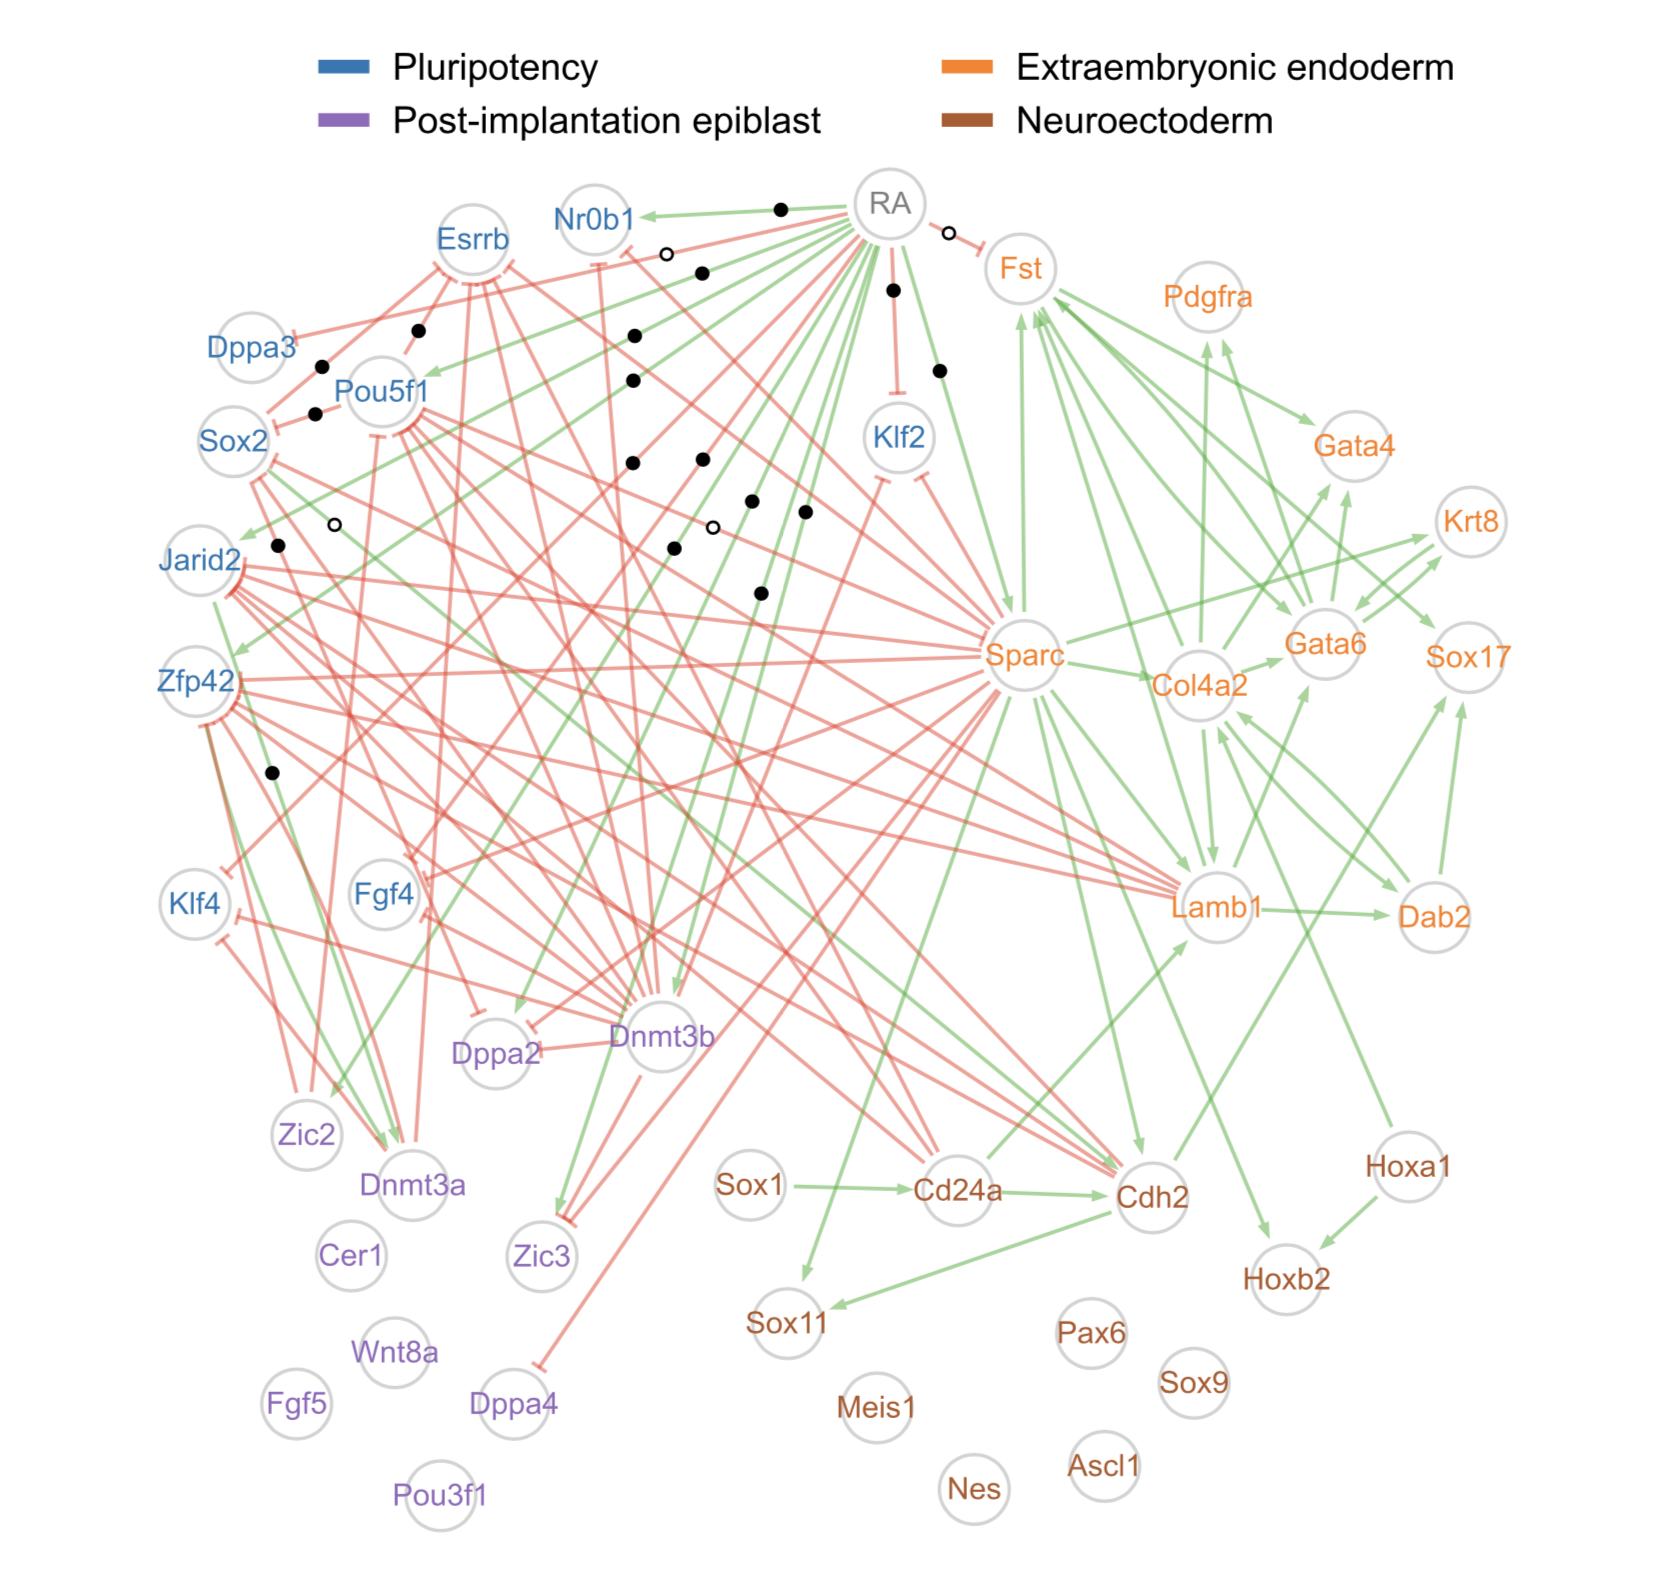 Pluripotency
Extraembryonic endoderm
Post-implantation epiblast
Neuroectoderm
RA
Nr0b1
Esrrb
Fst
Pdgfra
Dppa3
Pou5f1
Sox2
Klf2
Gata4
Krt8
Jarid2
Gata6
Sparc
Sox17
Zfp42
Col4a2
Klf4
Fgf4
Lamb1
Dab2
Dnmt3b
Dppa2
Zic2
Hoxa1
Dnmt3a
Sox1
Cd24a
Cdh2
Cer1
Zic3
Hoxb2
Sox11
Pax6
Wnt8a
Sox9
Fgf5
Dppa4
Meis1
Ascl1
Nes
Pou3f1